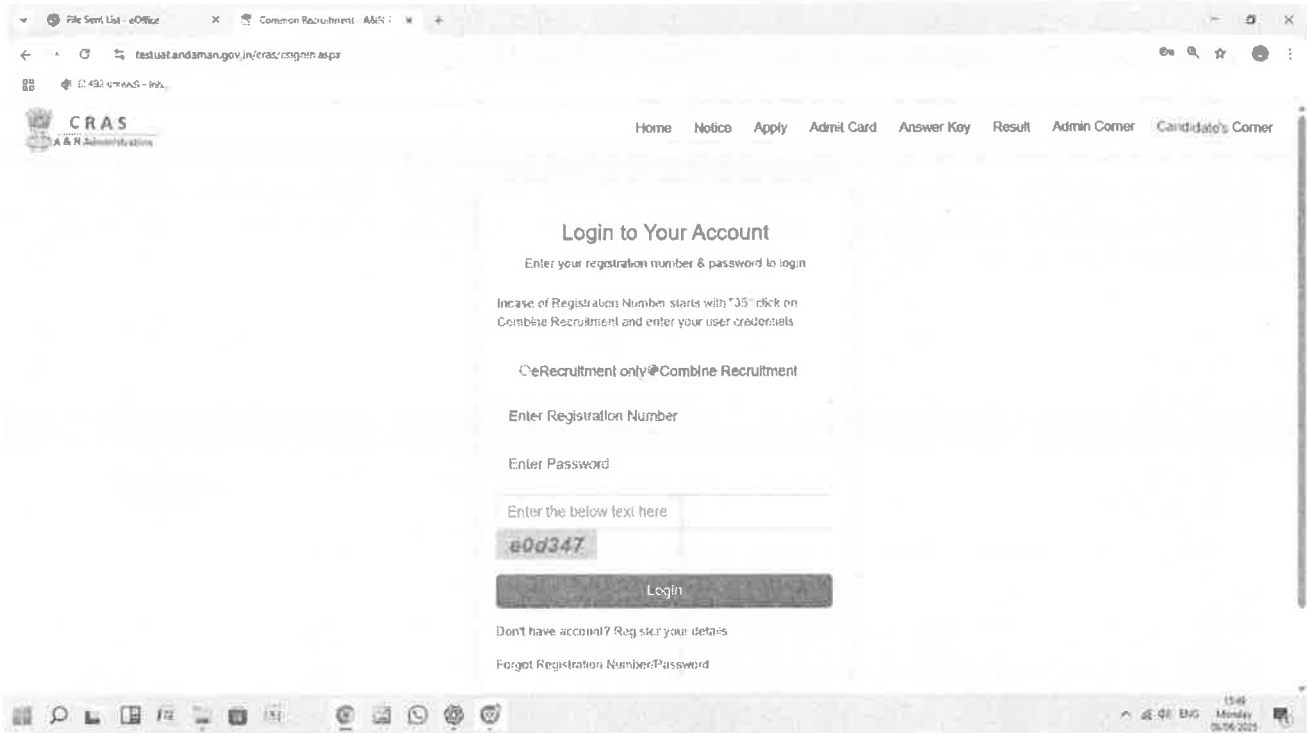 File Sent List - eOffice
Common Recruitment - A&N
testuat.andaman.gov.in/cras/csignin.aspx
CRAS
A & N Administration
Home Notice Apply Admit Card Answer Key Result Admin Corner Candidate's Corner
Login to Your Account
Enter your registration number & password to login
Incase of Registration Number starts with "05" click on
Combine Recruitment and enter your user credentials
eRecruitment only Combine Recruitment
Enter Registration Number
Enter Password
Enter the below text here
e0d347
Login
Don't have account? Register your details
Forgot Registration Number/Password
ENG
Monday